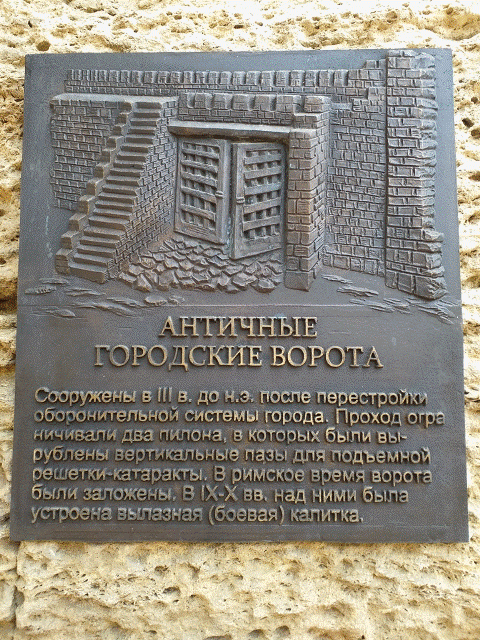 АНТИЧНЫЕ
ГОРОДСКИЕ ВОРОТА
Сооружены в III в. до н.э. после перестройки
оборонительной системы города. Проход огра
ничивали два пилона, в которых были вы-
рублены вертикальные пазы для подъемной
решетки-катаракты. В римское время ворота
были заложены. В IX-X вв. над ними была
устроена вылазная (боевая) калитка.